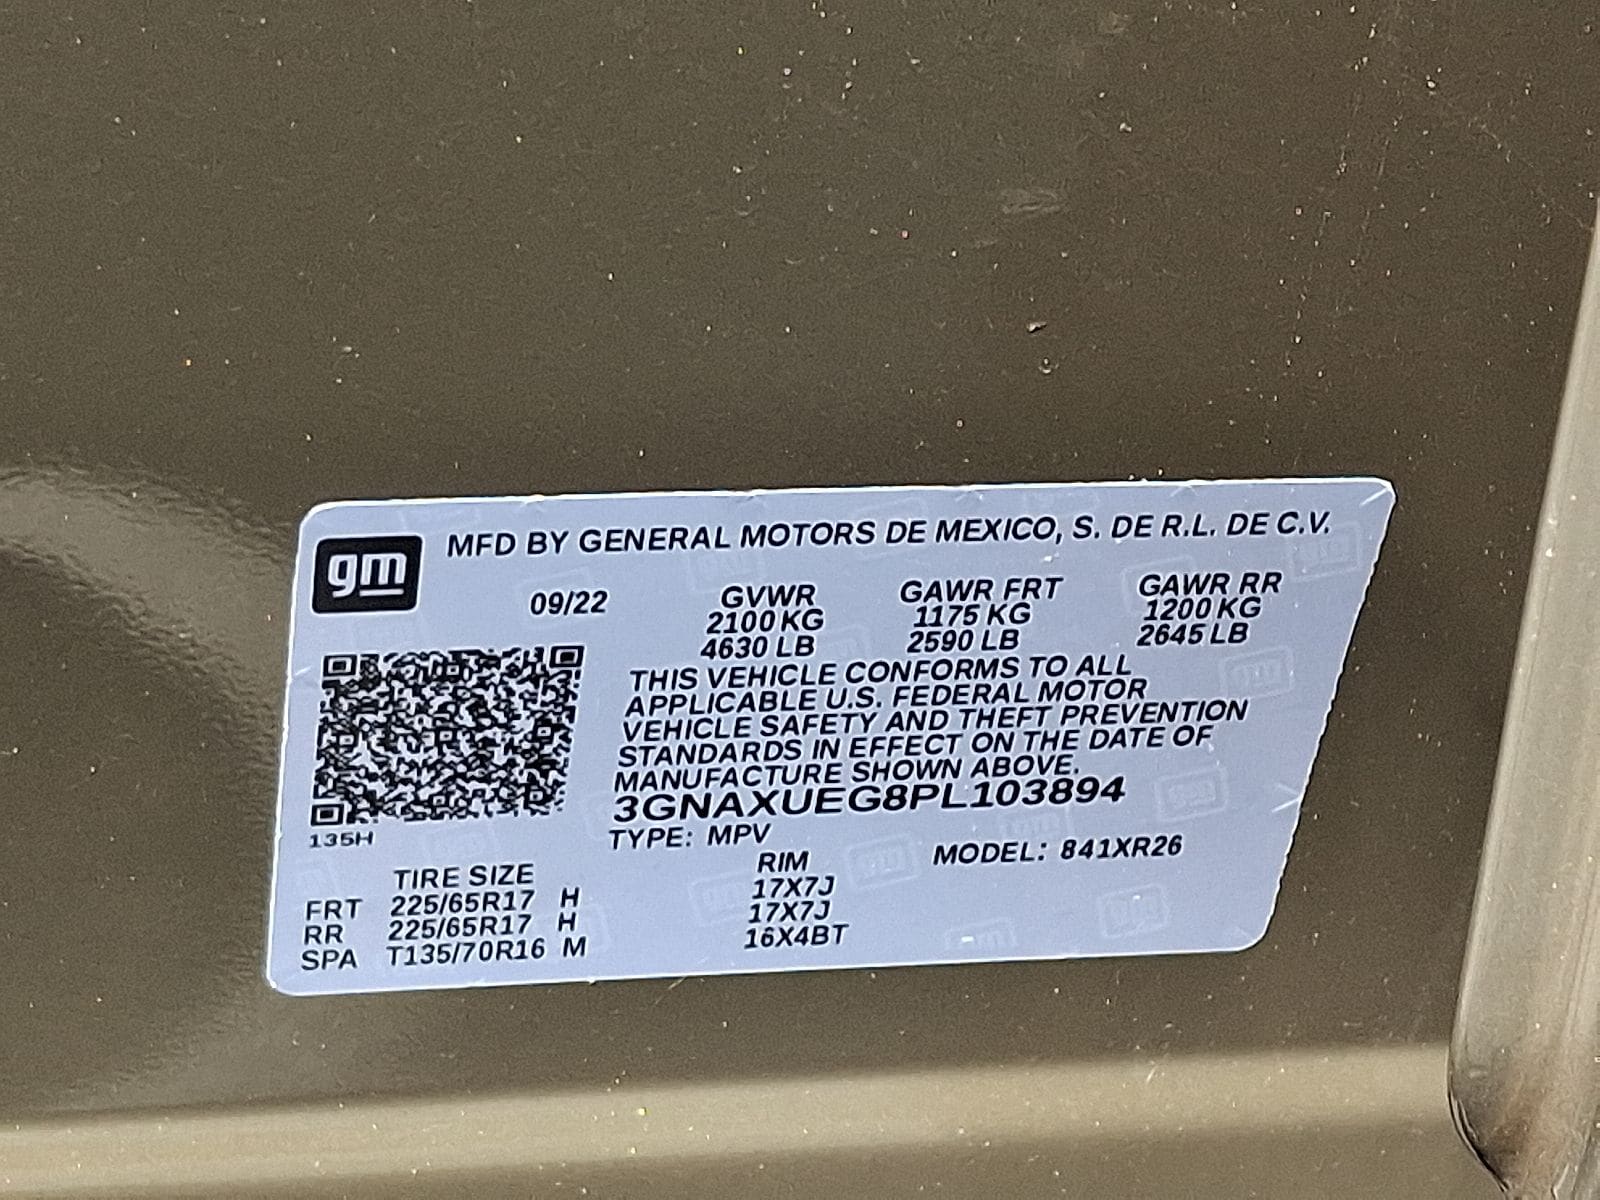 gm
MFD BY GENERAL MOTORS DE MEXICO, S. DE R.L. DE C.V.
09/22 GVWR GAWR FRT GAWR RR
2100 KG 1175 KG 1200 KG
4630 LB 2590 LB 2645 LB
THIS VEHICLE CONFORMS TO ALL
APPLICABLE U.S. FEDERAL MOTOR
VEHICLE SAFETY AND THEFT PREVENTION
STANDARDS IN EFFECT ON THE DATE OF
MANUFACTURE SHOWN ABOVE.
3GNAXUEG8PL103894
135H
TYPE: MPV MODEL: 841XR26
TIRE SIZE RIM
FRT 225/65R17 H 17X7J
RR 225/65R17 H 17X7J
SPA T135/70R16 M 16X4BT